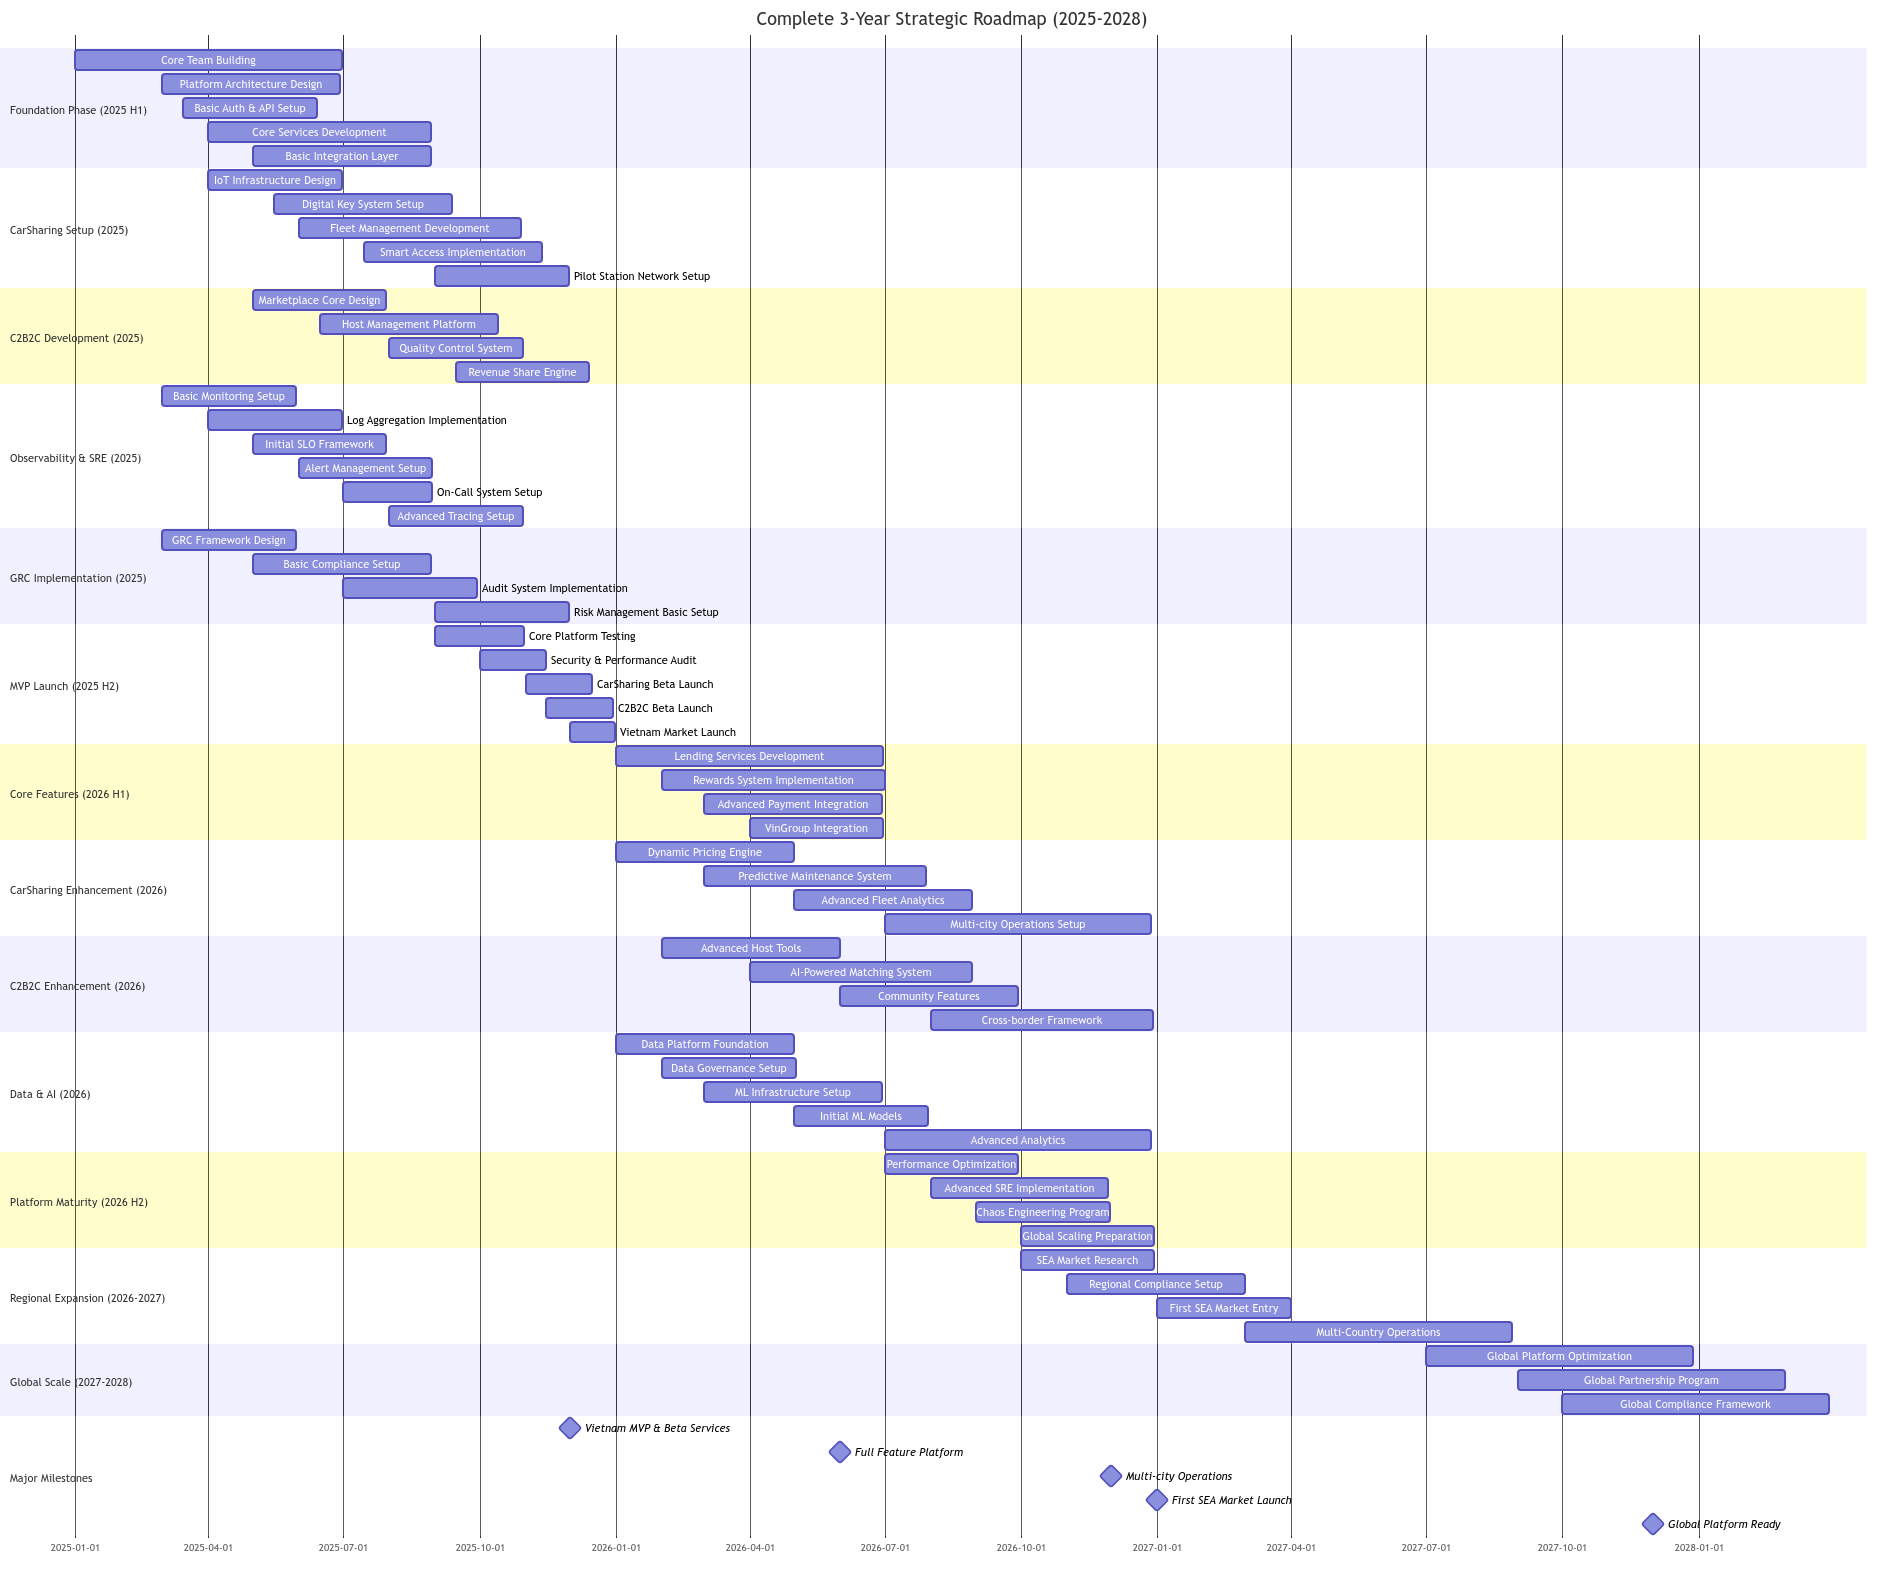 Complete 3-Year Strategic Roadmap (2025-2028)
Core Team Building
Platform Architecture Design
Basic Auth & API Setup
Foundation Phase (2025 H1)
Core Services Development
Basic Integration Layer
IoT Infrastructure Design
Digital Key System Setup
Fleet Management Development
CarSharing Setup (2025)
Smart Access Implementation
Pilot Station Network Setup
Marketplace Core Design
Host Management Platform
C2B2C Development (2025)
Quality Control System
Revenue Share Engine
Basic Monitoring Setup
Log Aggregation Implementation
Initial SLO Framework
Observability & SRE (2025)
Alert Management Setup
On-Call System Setup
Advanced Tracing Setup
GRC Framework Design
Basic Compliance Setup
GRC Implementation (2025)
Audit System Implementation
Risk Management Basic Setup
Core Platform Testing
Security & Performance Audit
CarSharing Beta Launch
MVP Launch (2025 H2)
C2B2C Beta Launch
Vietnam Market Launch
Lending Services Development
Rewards System Implementation
Core Features (2026 H1)
Advanced Payment Integration
VinGroup Integration
Dynamic Pricing Engine
Predictive Maintenance System
CarSharing Enhancement (2026)
Advanced Fleet Analytics
Multi-city Operations Setup
Advanced Host Tools
AI-Powered Matching System
C2B2C Enhancement (2026)
Community Features
Cross-border Framework
Data Platform Foundation
Data Governance Setup
ML Infrastructure Setup
Data & AI (2026)
Initial ML Models
Advanced Analytics
Performance Optimization
Advanced SRE Implementation
Platform Maturity (2026 H2)
Chaos Engineering Program
Global Scaling Preparation
SEA Market Research
Regional Compliance Setup
Regional Expansion (2026-2027)
First SEA Market Entry
Multi-Country Operations
Global Platform Optimization
Global Partnership Program
Global Scale (2027-2028)
Global Compliance Framework
Vietnam MVP & Beta Services
Full Feature Platform
Multi-city Operations
Major Milestones
First SEA Market Launch
Global Platform Ready
2025-01-01 2025-04-01 2025-07-01 2025-10-01 2026-01-01 2026-04-01 2026-07-01 2026-10-01 2027-01-01 2027-04-01 2027-07-01 2027-10-01 2028-01-01